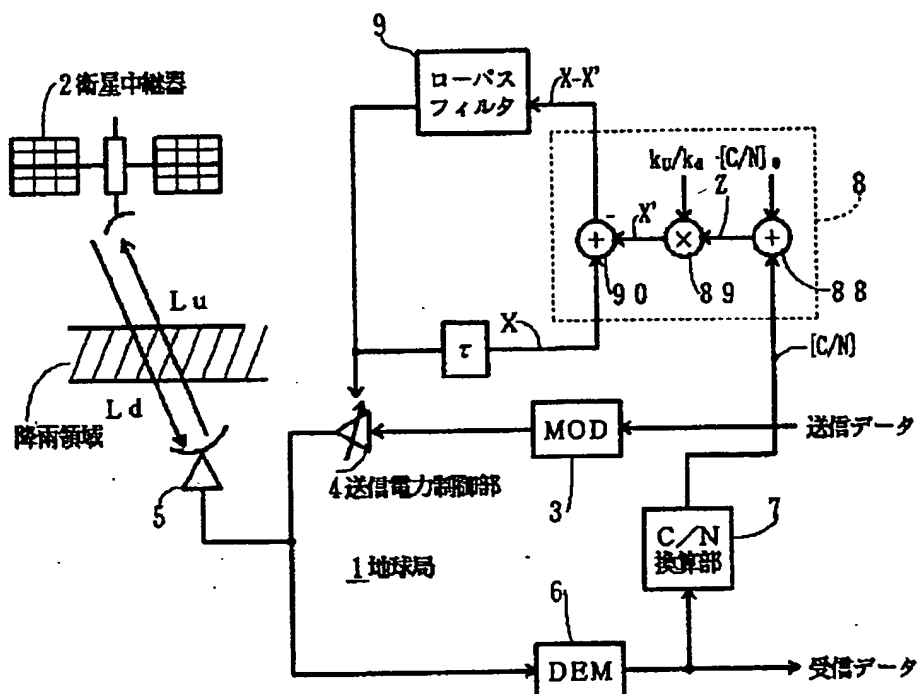 9
2衛星中継器
ローパス
フィルタ
X-X'
kU/kd
-[C/N]0
8
X'
Z
+
×
+
-
90
89
88
Lu
X
τ
[C/N]
Ld
降雨領域
MOD
送信データ
5
4送信電力制御部
3
7
C/N
換算部
1地球局
6
DEM
受信データ